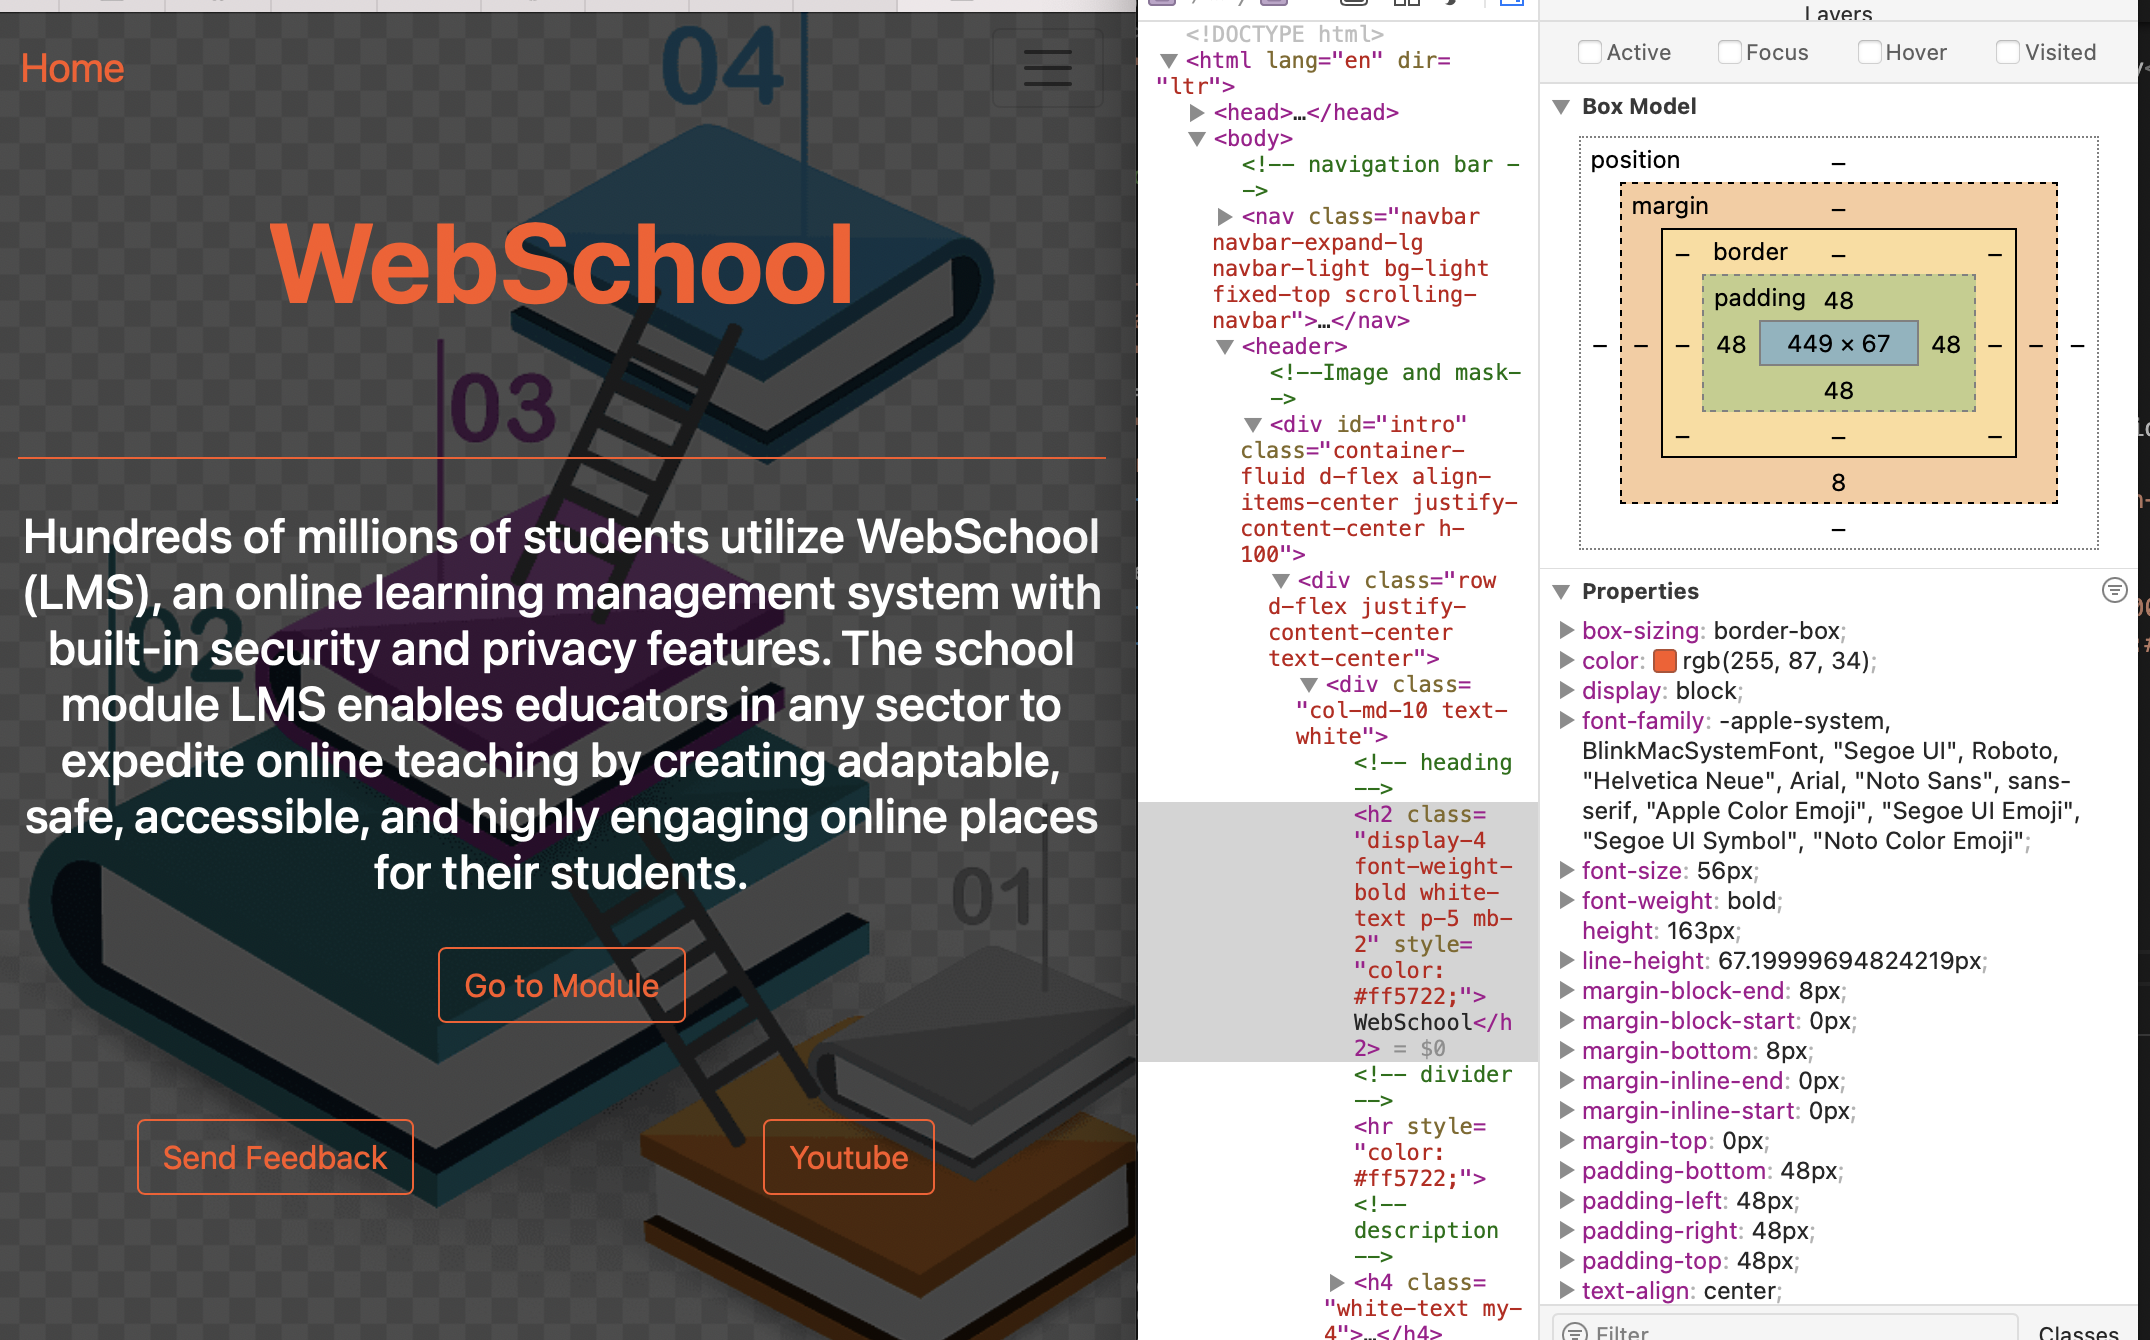 Home
04
WebSchool
03
Hundreds of millions of students utilize WebSchool
(LMS), an online learning management system with
02
built-in security and privacy features. The school
module LMS enables educators in any sector to
expedite online teaching by creating adaptable,
safe, accessible, and highly engaging online places
for their students.
01
Go to Module
Send Feedback
Youtube
<!DOCTYPE html>
<html lang="en" dir=
"ltr">
<head>…</head>
<body>
<!-- navigation bar -
->
<nav class="navbar
navbar-expand-lg
navbar-light bg-light
fixed-top scrolling-
navbar">…</nav>
<header>
<!--Image and mask-
->
<div id="intro"
class="container-
fluid d-flex align-
items-center justify-
content-center h-
100">
<div class="row
d-flex justify-
content-center
text-center">
<div class=
"col-md-10 text-
white">
<!-- heading
-->
<h2 class=
"display-4
font-weight-
bold white-
text p-5 mb-
2" style=
"color:
#ff5722;">
WebSchool</h
2> = $0
<!-- divider
-->
<hr style=
"color:
#ff5722;">
<!--
description
-->
<h4 class=
"white-text my-
4">…</h4>
Layers
Active Focus Hover Visited
Box Model
position –
margin –
– border – –
padding 48
– – – 48 449 × 67 48 – – –
48
– – –
8
–
Properties
box-sizing: border-box;
color: rgb(255, 87, 34);
display: block;
font-family: -apple-system,
BlinkMacSystemFont, "Segoe UI", Roboto,
"Helvetica Neue", Arial, "Noto Sans", sans-
serif, "Apple Color Emoji", "Segoe UI Emoji",
"Segoe UI Symbol", "Noto Color Emoji";
font-size: 56px;
font-weight: bold;
height: 163px;
line-height: 67.19999694824219px;
margin-block-end: 8px;
margin-block-start: 0px;
margin-bottom: 8px;
margin-inline-end: 0px;
margin-inline-start: 0px;
margin-top: 0px;
padding-bottom: 48px;
padding-left: 48px;
padding-right: 48px;
padding-top: 48px;
text-align: center;
Filter
Classes